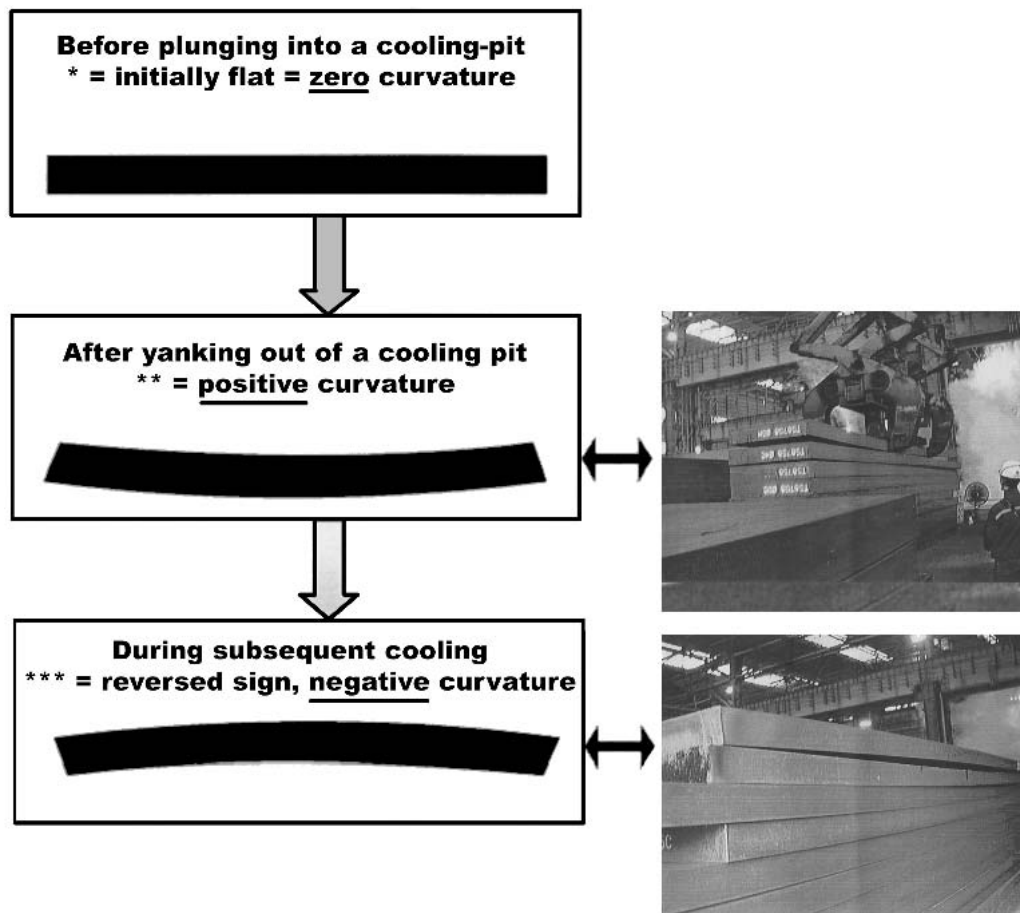 Before plunging into a cooling-pit
* = initially flat = zero curvature
After yanking out of a cooling pit
** = positive curvature
During subsequent cooling
*** = reversed sign, negative curvature